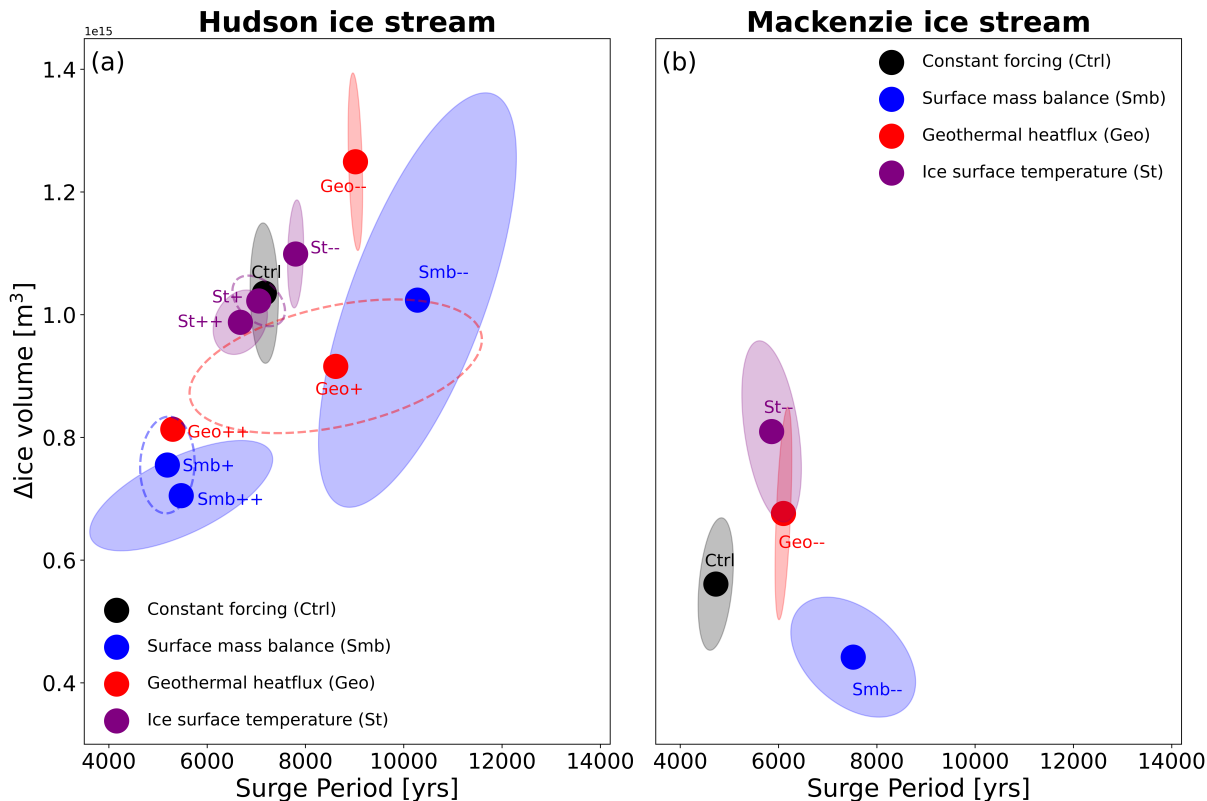 Hudson ice stream
Mackenzie ice stream
1e15
(a)
1.4
1.2
1.0
0.8
0.6
0.4
Δice volume [m³]
Geo--
St--
Ctrl
Smb--
St+
St++
Geo+
Geo++
Smb+
Smb++
Constant forcing (Ctrl)
Surface mass balance (Smb)
Geothermal heatflux (Geo)
Ice surface temperature (St)
4000 6000 8000 10000 12000 14000
Surge Period [yrs]
(b)
Constant forcing (Ctrl)
Surface mass balance (Smb)
Geothermal heatflux (Geo)
Ice surface temperature (St)
St--
Geo--
Ctrl
Smb--
4000 6000 8000 10000 12000 14000
Surge Period [yrs]